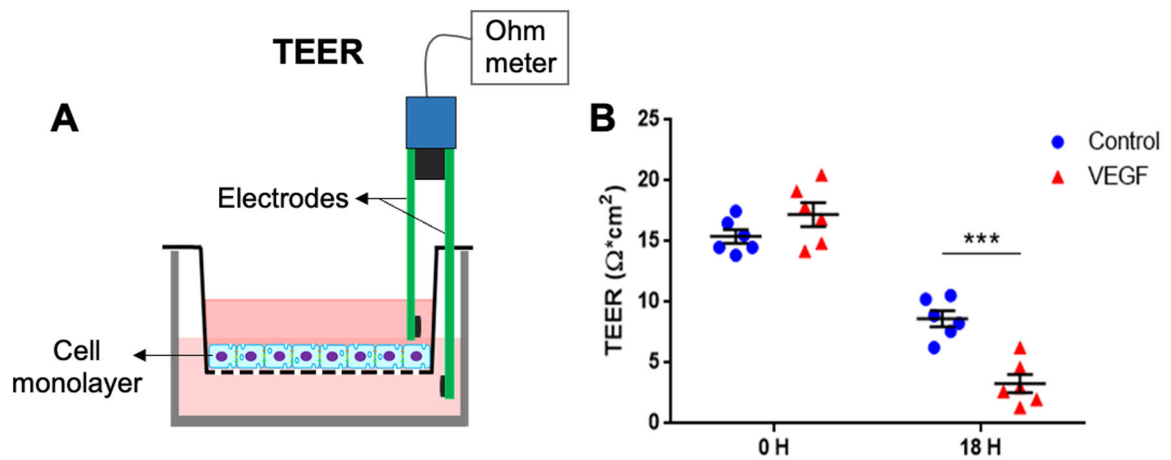 TEER
Ohm
meter
A
Electrodes
Cell
monolayer
B
TEER (Ω*cm²)
25
20
15
10
5
0
Control
VEGF
***
0 H
18 H